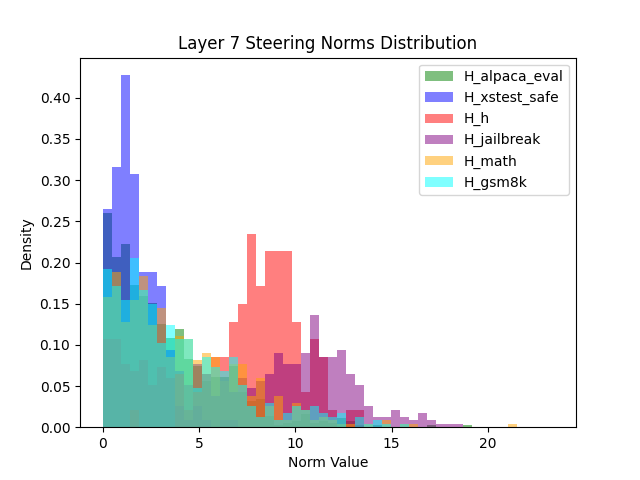 Layer 7 Steering Norms Distribution
H_alpaca_eval
H_xstest_safe
H_h
H_jailbreak
H_math
H_gsm8k
0.40
0.35
0.30
0.25
0.20
0.15
0.10
0.05
0.00
Density
0 5 10 15 20
Norm Value